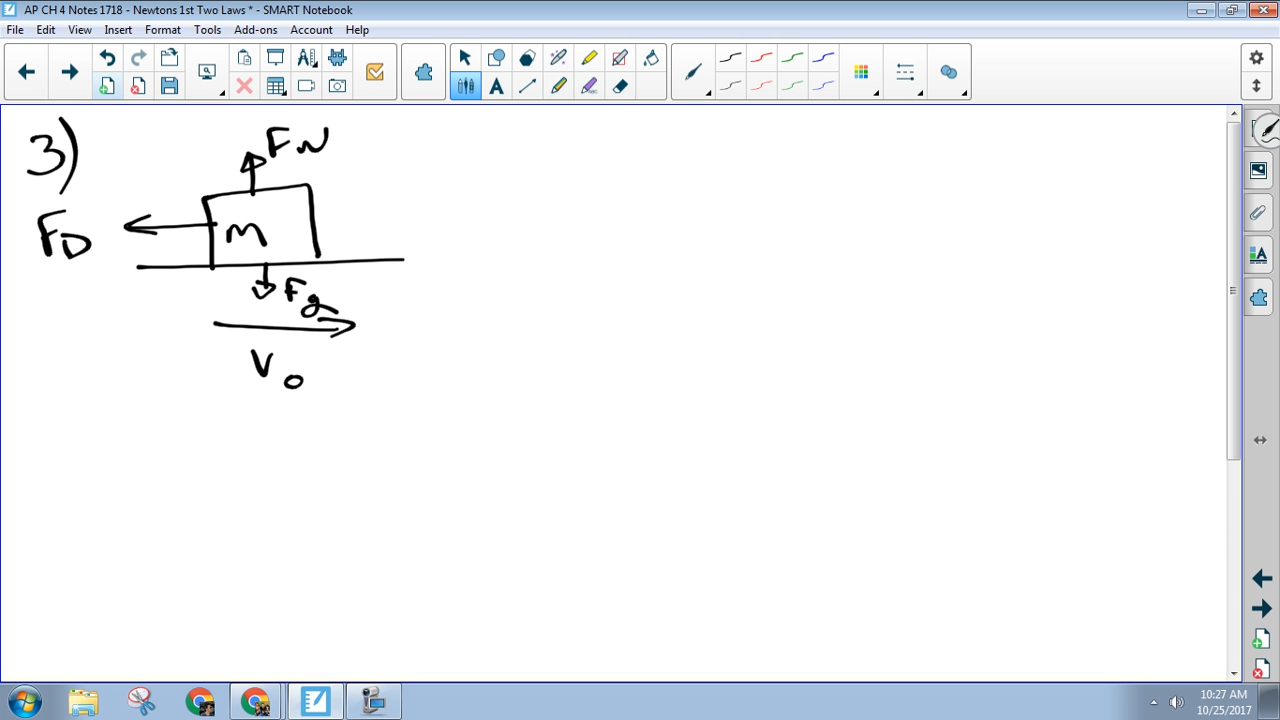 AP CH 4 Notes 1718 - Newtons 1st Two Laws * - SMART Notebook
File Edit View Insert Format Tools Add-ons Account Help
3)
FN
FD
m
Fg
V0
10:27 AM
10/25/2017